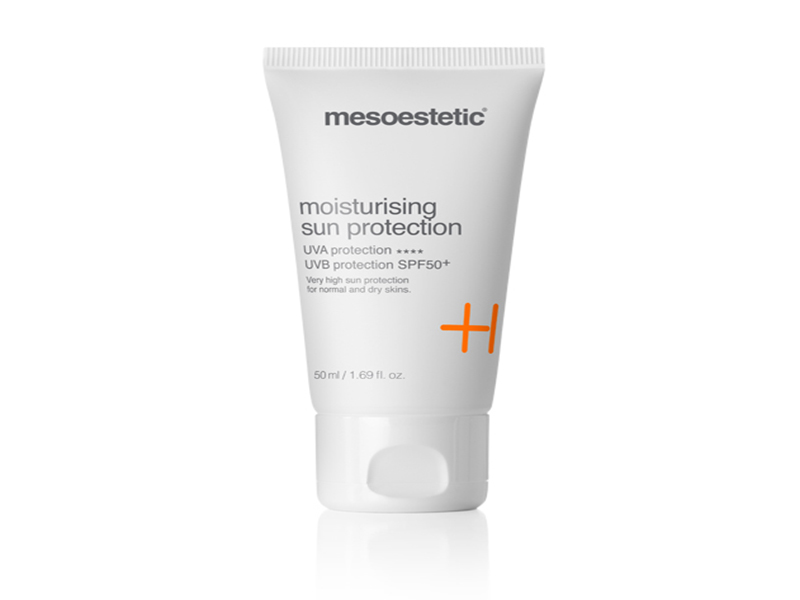 mesoestetic®
moisturising
sun protection
UVA protection ★★★★
UVB protection SPF50+
Very high sun protection
for normal and dry skins.
50 ml / 1.69 fl. oz.